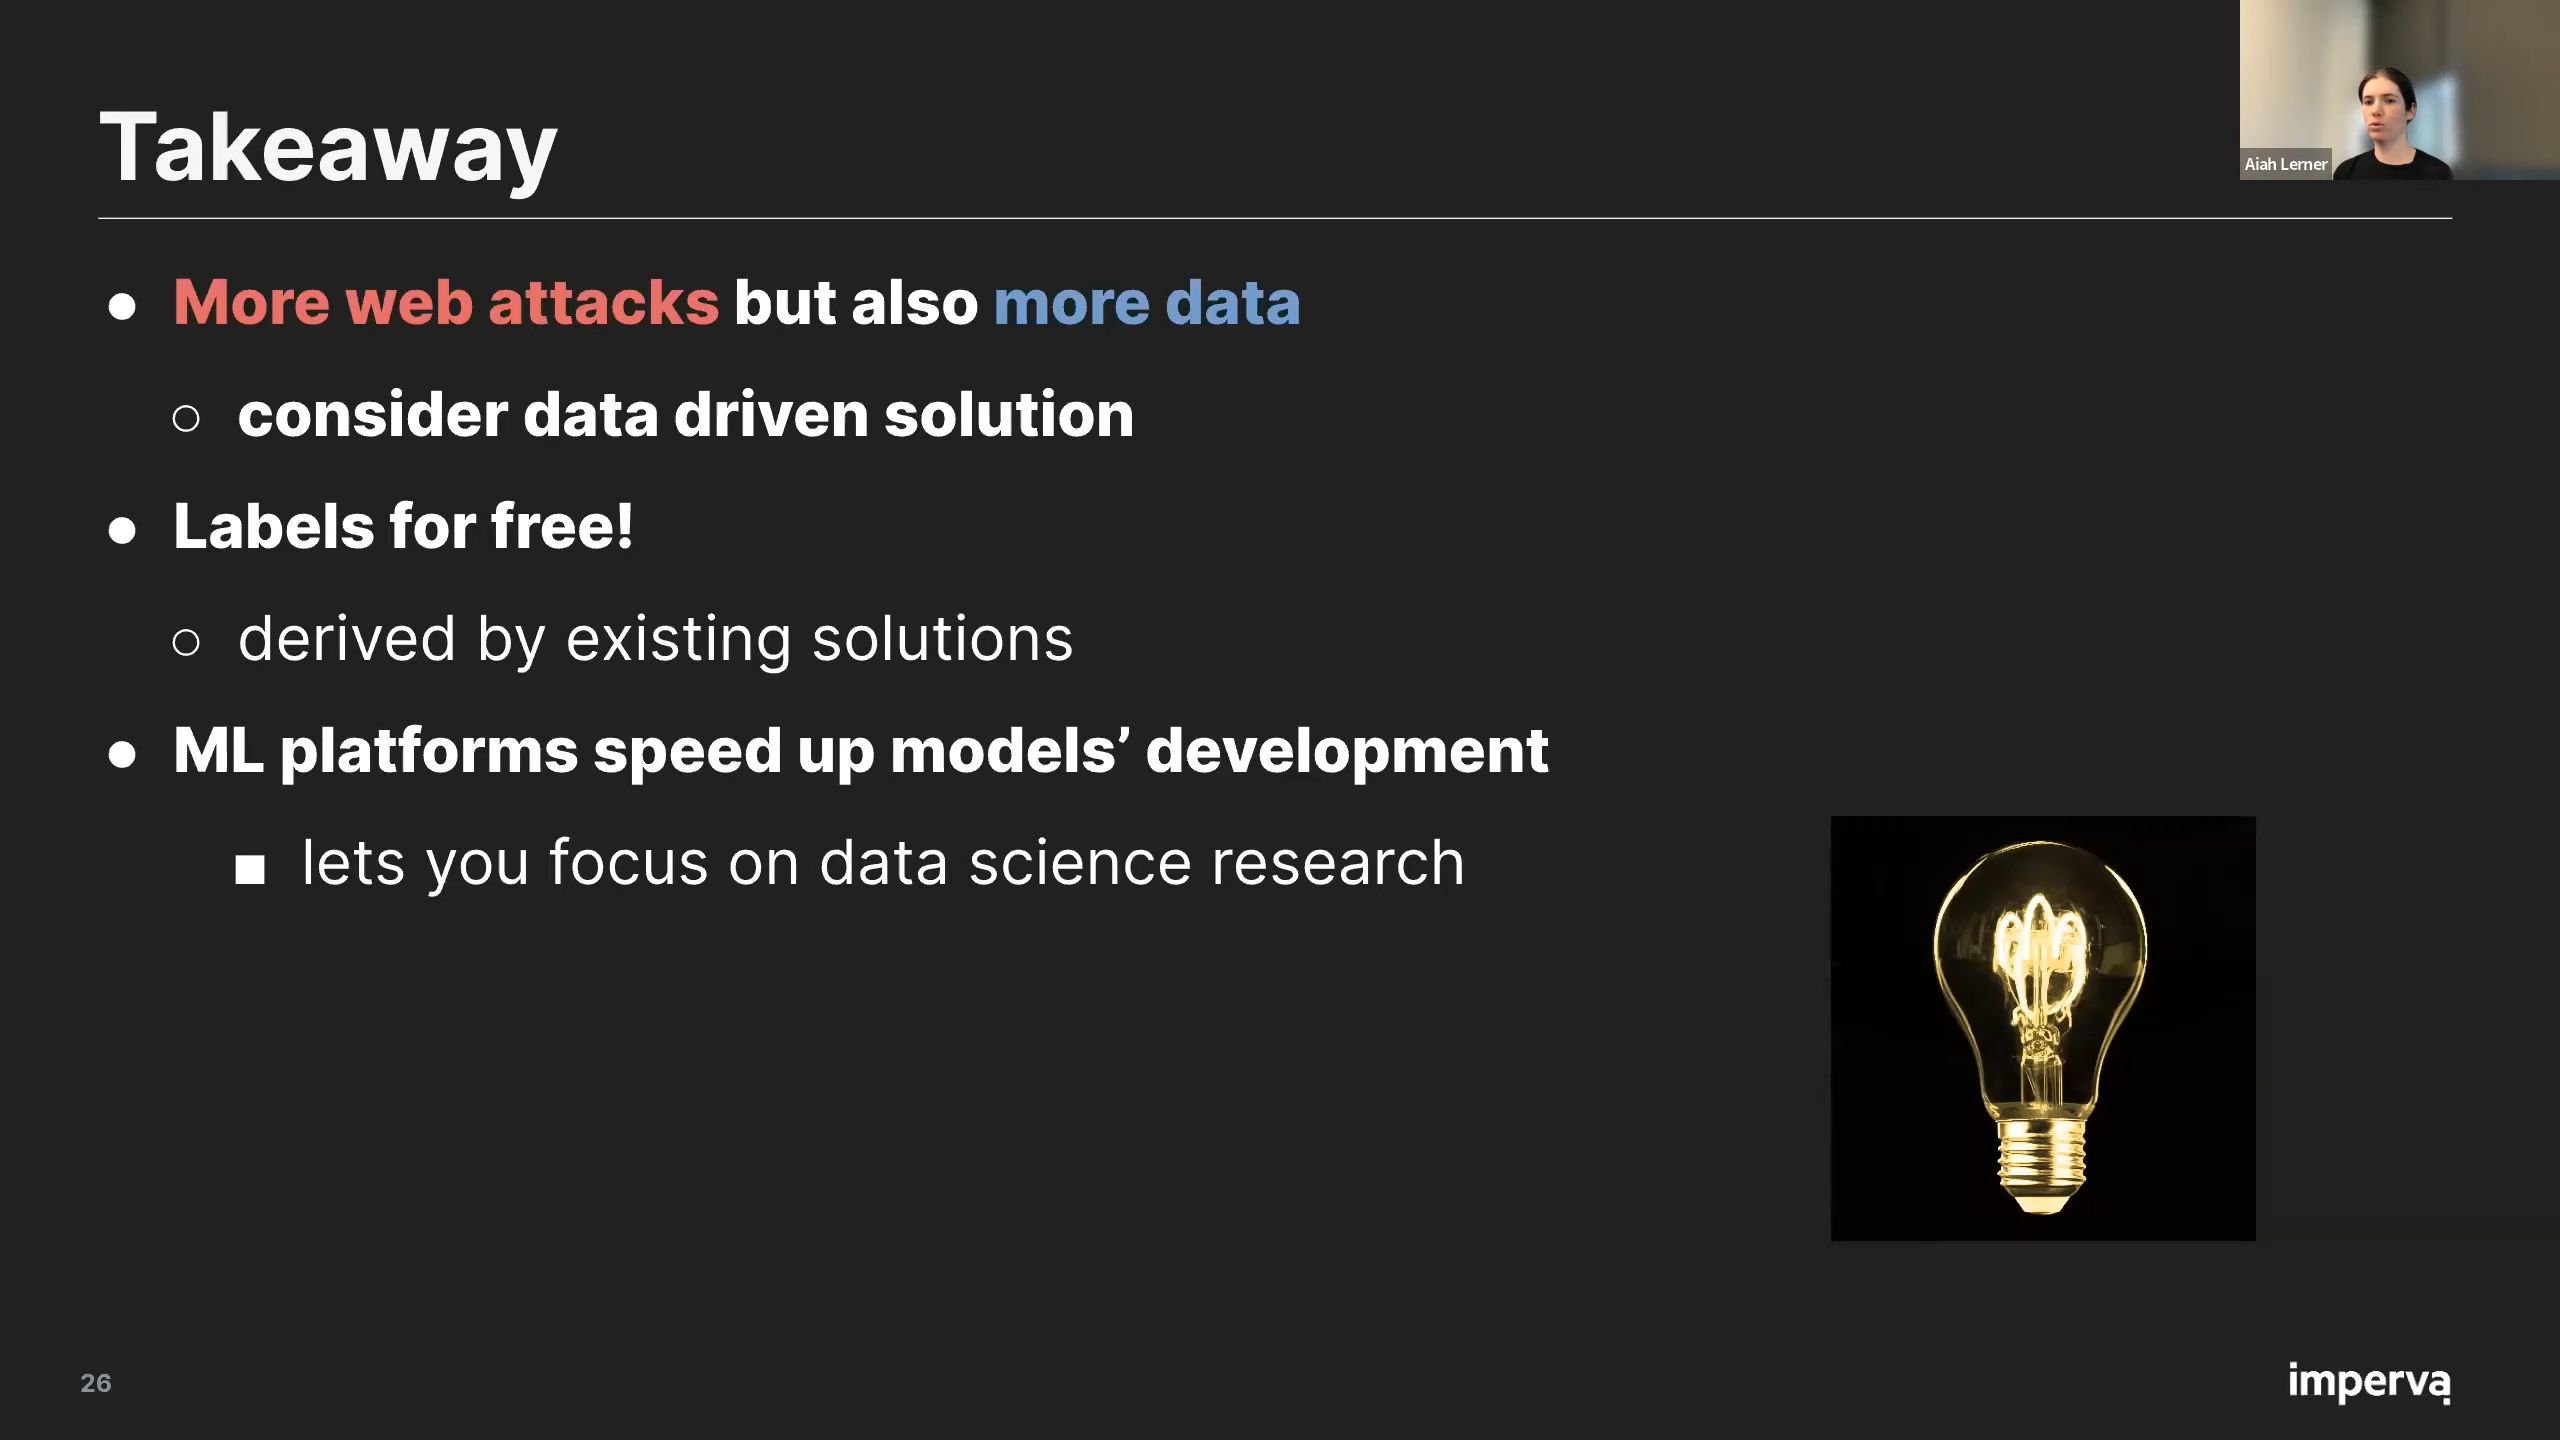 Takeaway
Aiah Lerner
● More web attacks but also more data
○ consider data driven solution
● Labels for free!
○ derived by existing solutions
● ML platforms speed up models’ development
■ lets you focus on data science research
26
imperva